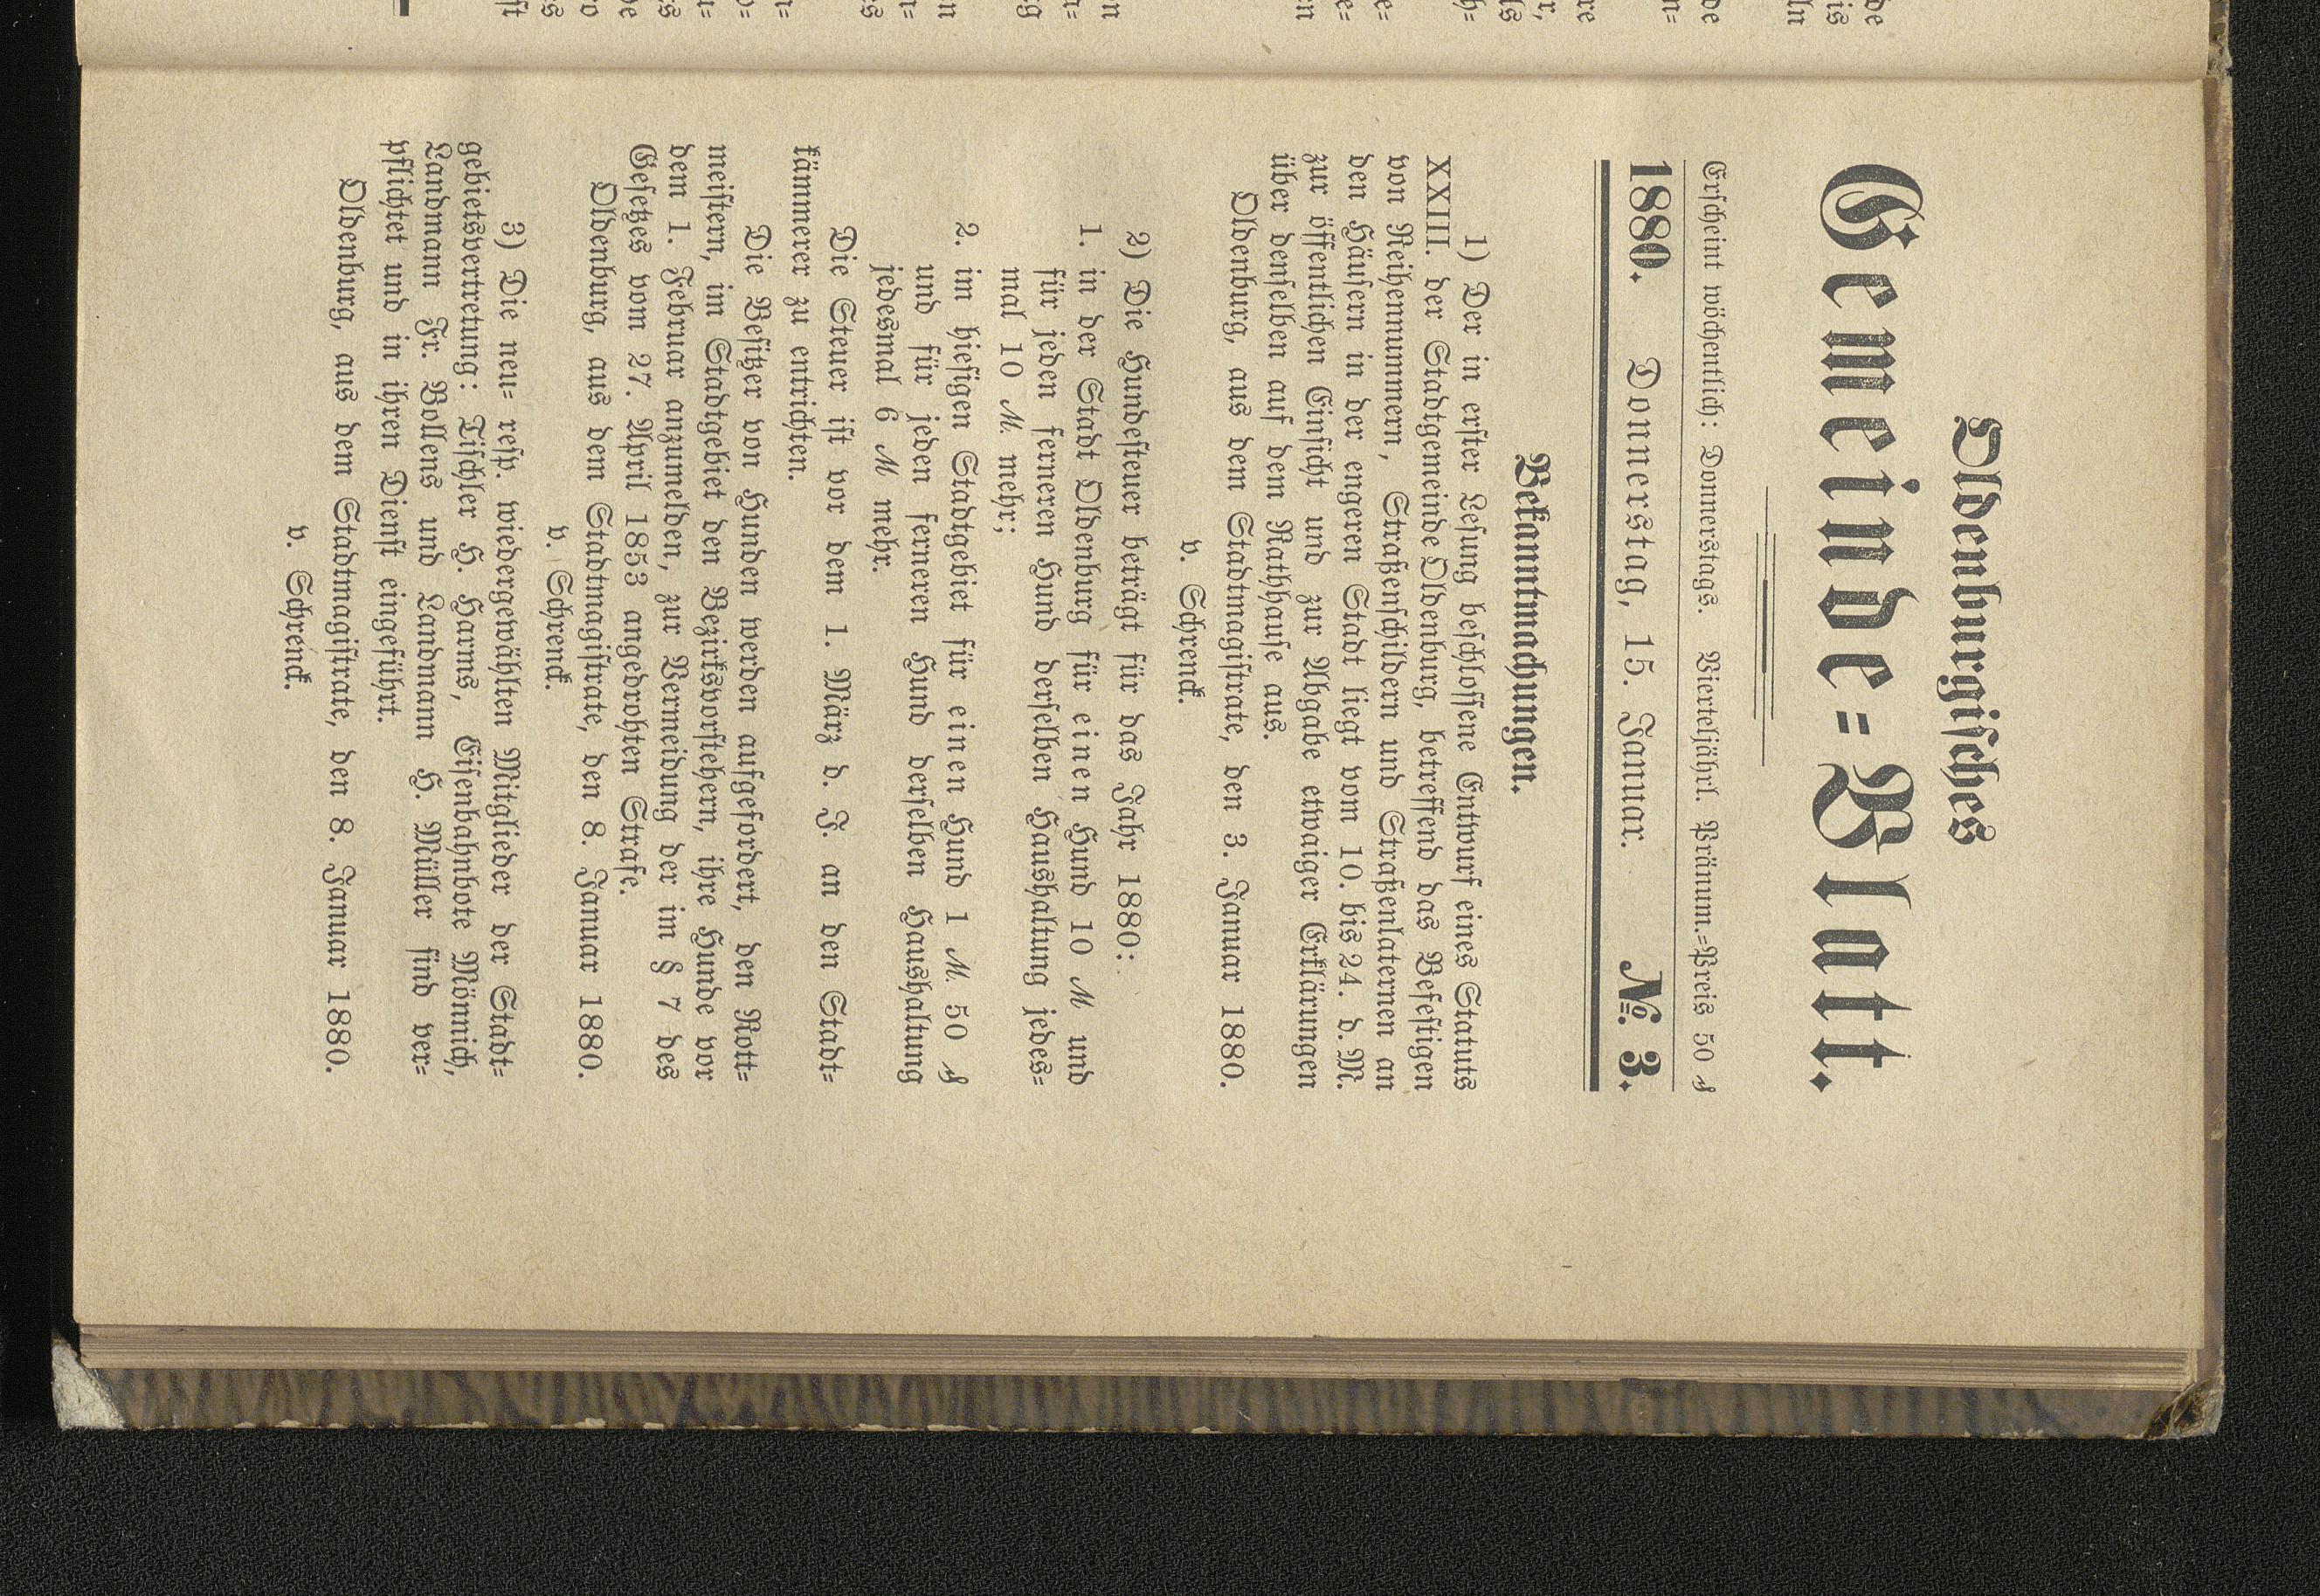 Oldenburgisches
Gemeinde=Blatt.
Erscheint wöchentlich: Donnerstags. Vierteljährl. Pränum.=Preis 50 ₰
1880. Donnerstag, 15. Januar. №. 3.
Bekanntmachungen.
1) Der in erster Lesung beschlossene Entwurf eines Statuts
XXIII. der Stadtgemeinde Oldenburg, betreffend das Befestigen
von Reihennummern, Straßenschildern und Straßenlaternen an
den Häusern in der engeren Stadt liegt vom 10. bis 24. d. M.
zur öffentlichen Einsicht und zur Abgabe etwaiger Erklärungen
über denselben auf dem Rathhause aus.
Oldenburg, aus dem Stadtmagistrate, den 3. Januar 1880.
v. Schrenck.
2) Die Hundesteuer beträgt für das Jahr 1880:
1. in der Stadt Oldenburg für einen Hund 10 M und
für jeden ferneren Hund derselben Haushaltung jedes=
mal 10 M. mehr;
2. im hiesigen Stadtgebiet für einen Hund 1 M. 50 ₰
und für jeden ferneren Hund derselben Haushaltung
jedesmal 6 M mehr.
Die Steuer ist vor dem 1. März d. J. an den Stadt=
kämmerer zu entrichten.
Die Besitzer von Hunden werden aufgefordert, den Rott=
meistern, im Stadtgebiet den Bezirksvorstehern, ihre Hunde vor
dem 1. Februar anzumelden, zur Vermeidung der im § 7 des
Gesetzes vom 27. April 1853 angedrohten Strafe.
Oldenburg, aus dem Stadtmagistrate, den 8. Januar 1880.
v. Schrenck.
3) Die neu= resp. wiedergewählten Mitglieder der Stadt=
gebietsvertretung: Tischler H. Harms, Eisenbahnbote Mönnich,
Landmann Fr. Bollens und Landmann H. Müller sind ver=
pflichtet und in ihren Dienst eingeführt.
Oldenburg, aus dem Stadtmagistrate, den 8. Januar 1880.
v. Schrenck.